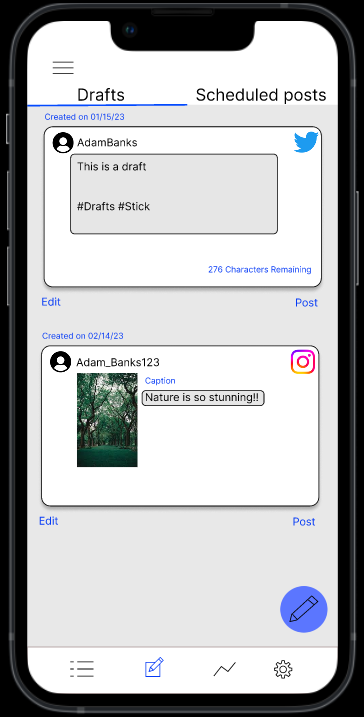 Drafts
Scheduled posts
Created on 01/15/23
AdamBanks
This is a draft
#Drafts #Stick
276 Characters Remaining
Edit
Post
Created on 02/14/23
Adam_Banks123
Caption
Nature is so stunning!!
Edit
Post